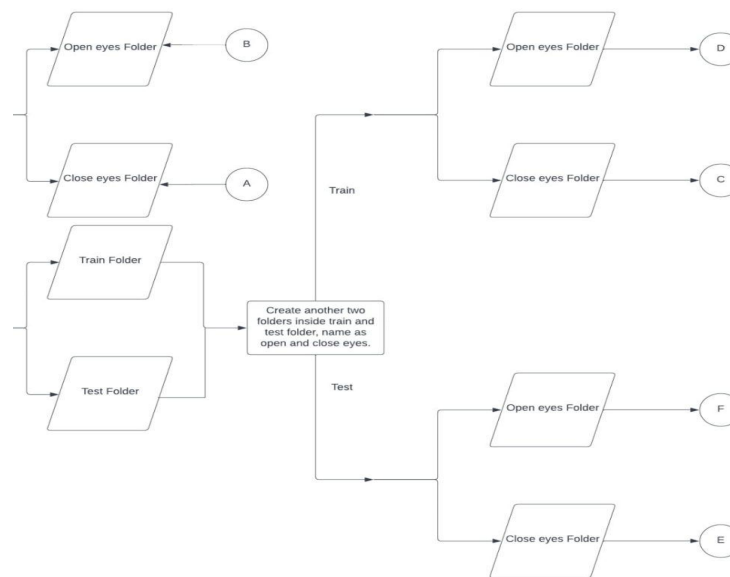 Open eyes Folder
B
Close eyes Folder
A
Train Folder
Test Folder
Create another two
folders inside train and
test folder, name as
open and close eyes.
Train
Test
Open eyes Folder
D
Close eyes Folder
C
Open eyes Folder
F
Close eyes Folder
E